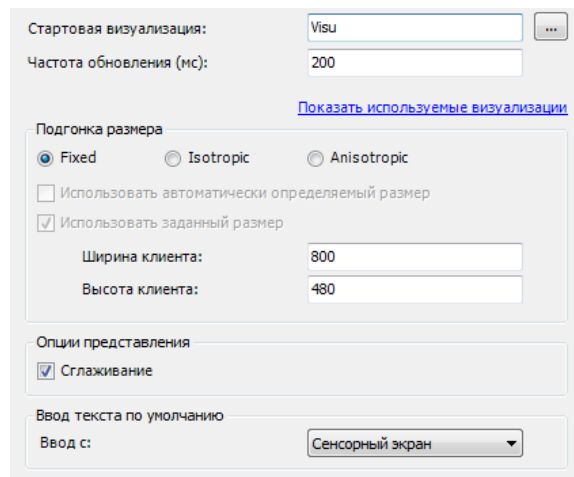 Стартовая визуализация: Visu ...
Частота обновления (мс): 200
Показать используемые визуализации
Подгонка размера
Fixed Isotropic Anisotropic
Использовать автоматически определяемый размер
Использовать заданный размер
Ширина клиента: 800
Высота клиента: 480
Опции представления
Сглаживание
Ввод текста по умолчанию
Ввод с: Сенсорный экран